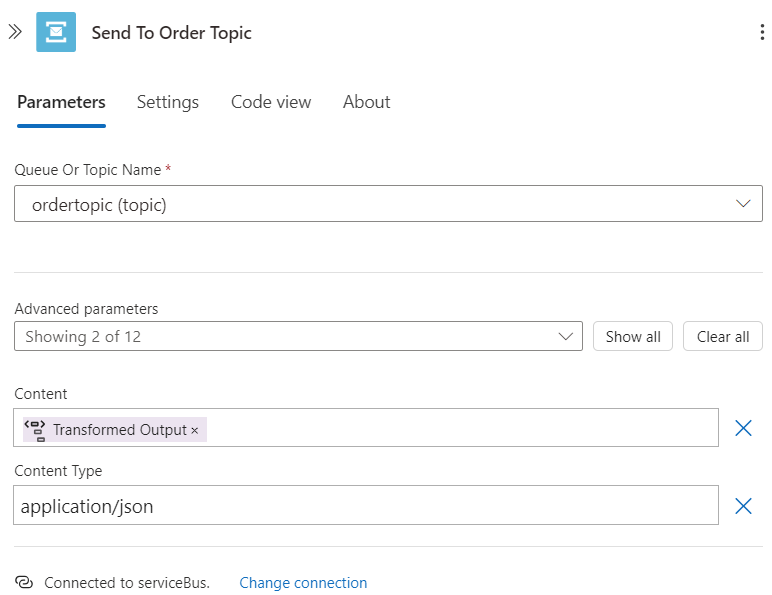 Send To Order Topic
Parameters Settings Code view About
Queue Or Topic Name *
ordertopic (topic)
Advanced parameters
Showing 2 of 12 Show all Clear all
Content
Transformed Output ×
Content Type
application/json
Connected to serviceBus. Change connection